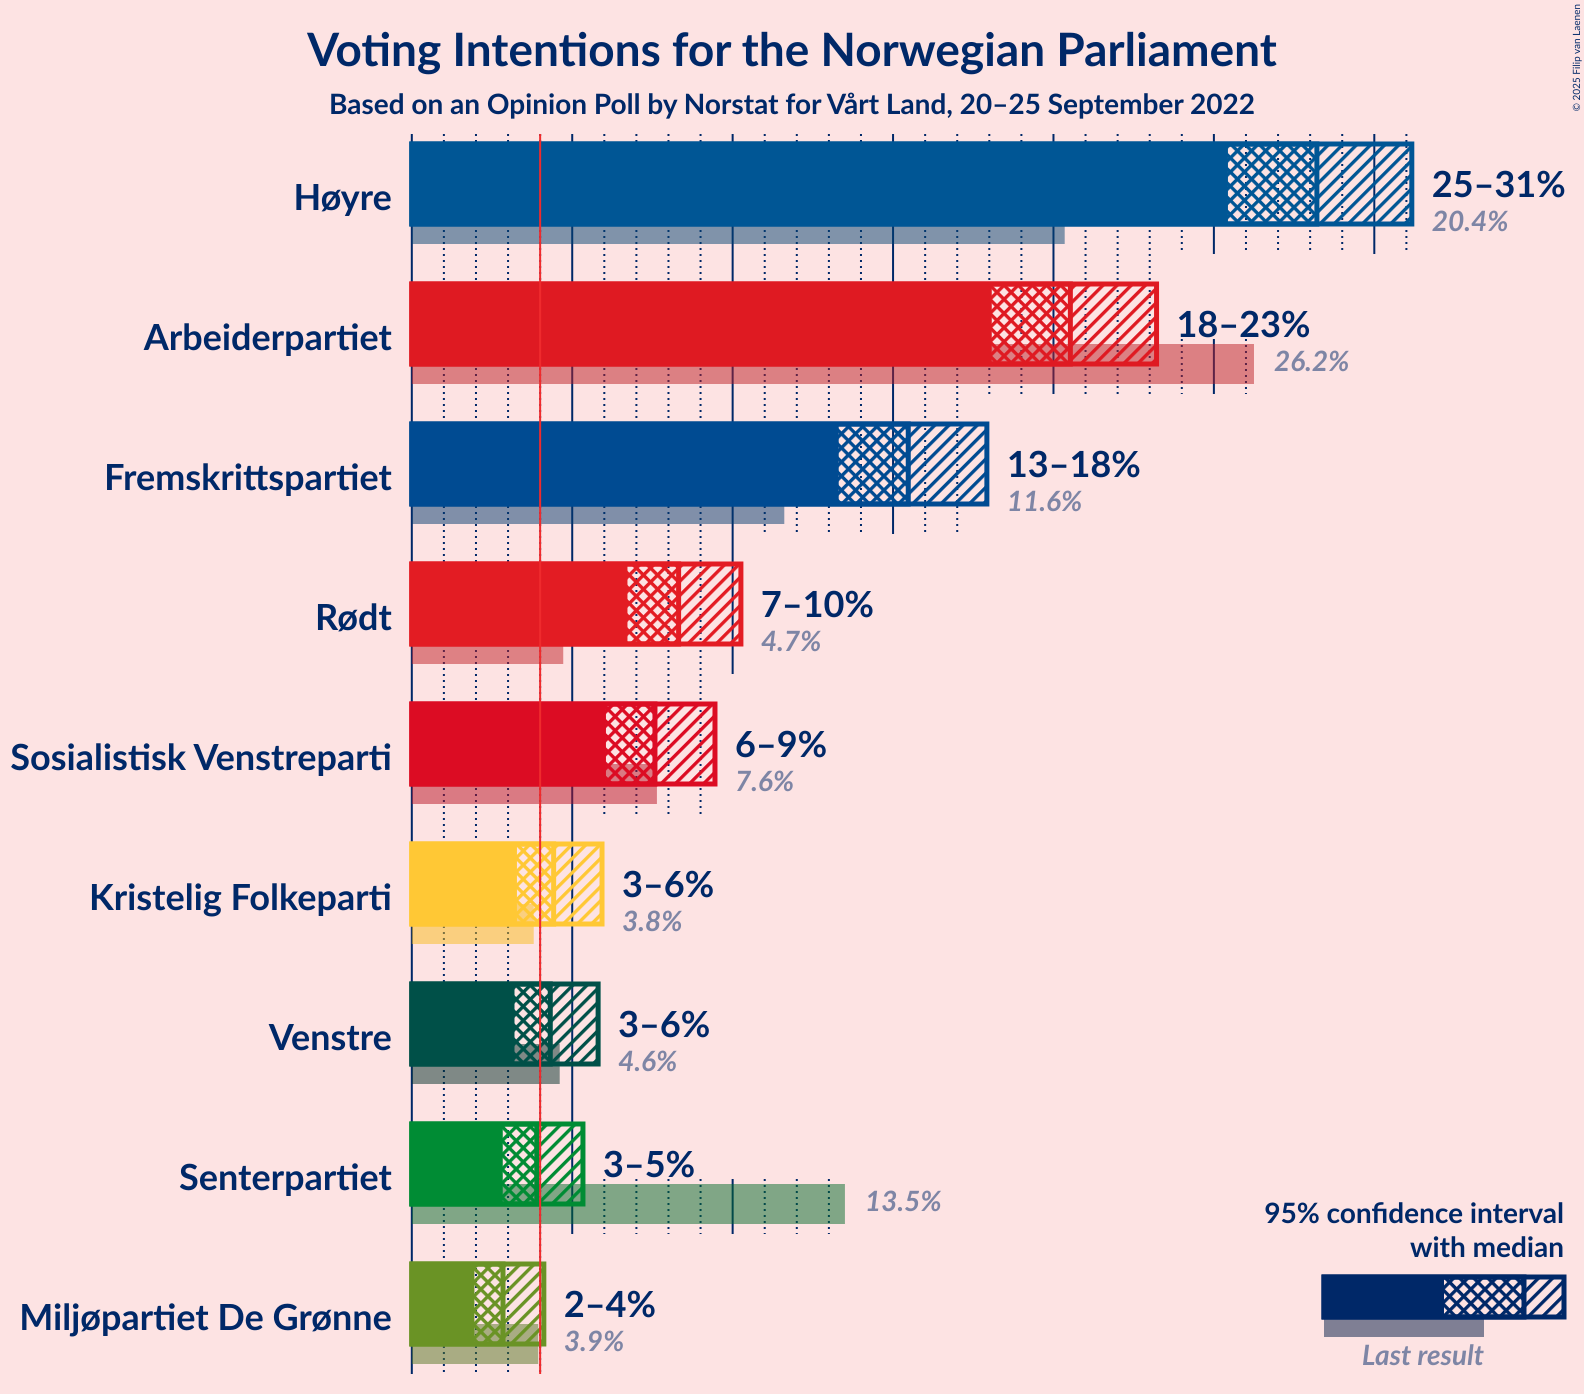 Voting Intentions for the Norwegian Parliament
Based on an Opinion Poll by Norstat for Vårt Land, 20–25 September 2022
© 2025 Filip van Laenen
Høyre
25–31%
20.4%
Arbeiderpartiet
18–23%
26.2%
Fremskrittspartiet
13–18%
11.6%
Rødt
7–10%
4.7%
Sosialistisk Venstreparti
6–9%
7.6%
Kristelig Folkeparti
3–6%
3.8%
Venstre
3–6%
4.6%
Senterpartiet
3–5%
13.5%
Miljøpartiet De Grønne
2–4%
3.9%
95% confidence interval
with median
Last result